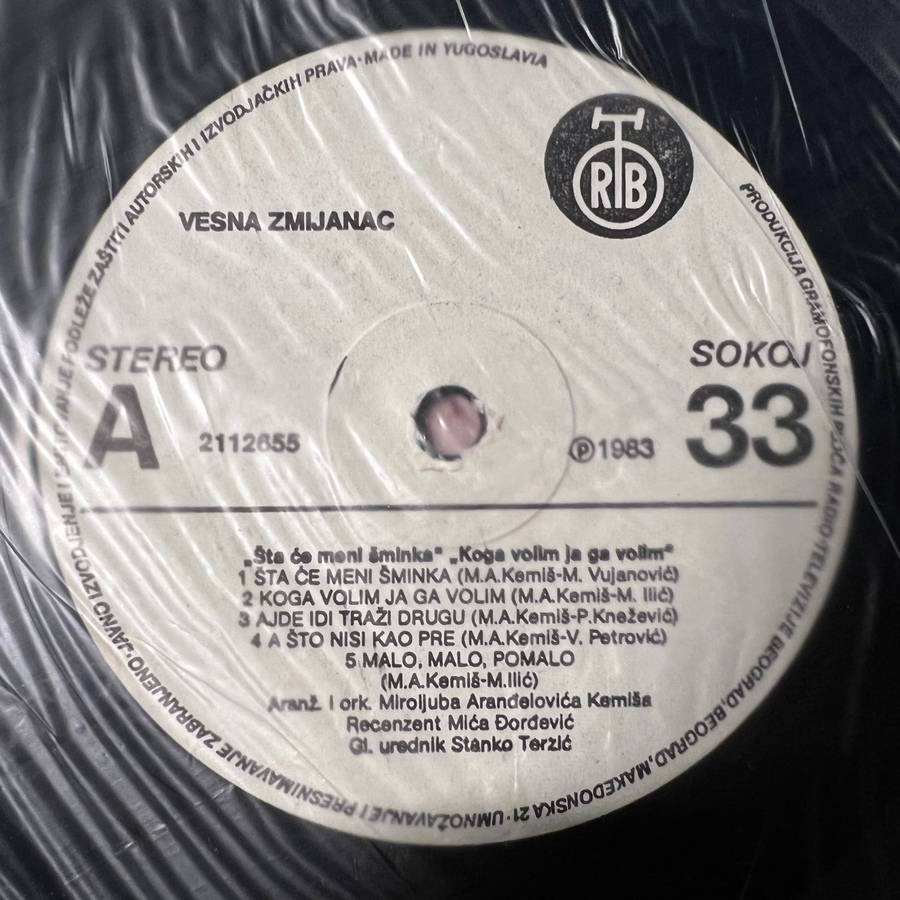 PRODUKCIJA GRAMOFONSKIH PLOČA RADIO-TELEVIZIJE BEOGRAD.BEOGRAD, MAKEDONSKA 21·UMNOŽAVANJE I PRESNIMAVANJE ZABRANJENO·JAVNO IZVODJENJE I EMITOVANJE PODLEŽE ZAŠTITI AUTORSKIH I IZVODJAČKIH PRAVA·MADE IN YUGOSLAVIA
RTB
VESNA ZMIJANAC
STEREO
SOKOJ
A
2112655
℗1983
33
„Šta će meni šminka“ „Koga volim ja ga volim“
1 ŠTA ĆE MENI ŠMINKA (M.A.Kemiš-M. Vujanović)
2 KOGA VOLIM JA GA VOLIM (M.A.Kemiš-M. Ilić)
3 AJDE IDI TRAŽI DRUGU (M.A.Kemiš-P.Knežević)
4 A ŠTO NISI KAO PRE (M.A.Kemiš-V. Petrović)
5 MALO, MALO, POMALO
(M.A.Kemiš-M.Ilić)
Aranž. i ork. Miroljuba Aranđelovića Kemiša
Recenzent Mića Đorđević
Gl. urednik Stanko Terzić